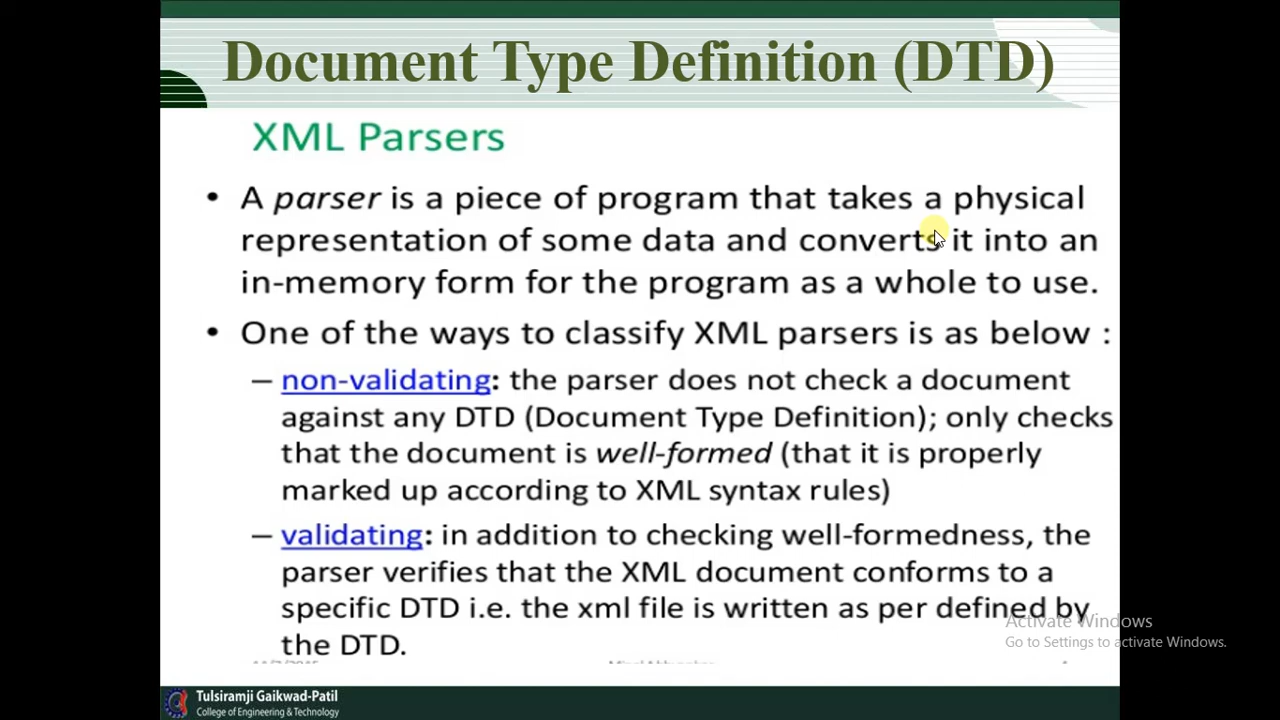 Document Type Definition (DTD)
XML Parsers
• A parser is a piece of program that takes a physical
representation of some data and converts it into an
in-memory form for the program as a whole to use.
• One of the ways to classify XML parsers is as below :
– non-validating: the parser does not check a document
against any DTD (Document Type Definition); only checks
that the document is well-formed (that it is properly
marked up according to XML syntax rules)
– validating: in addition to checking well-formedness, the
parser verifies that the XML document conforms to a
specific DTD i.e. the xml file is written as per defined by
the DTD.
Activate Windows
Go to Settings to activate Windows.
Tulsiramji Gaikwad-Patil
College of Engineering & Technology